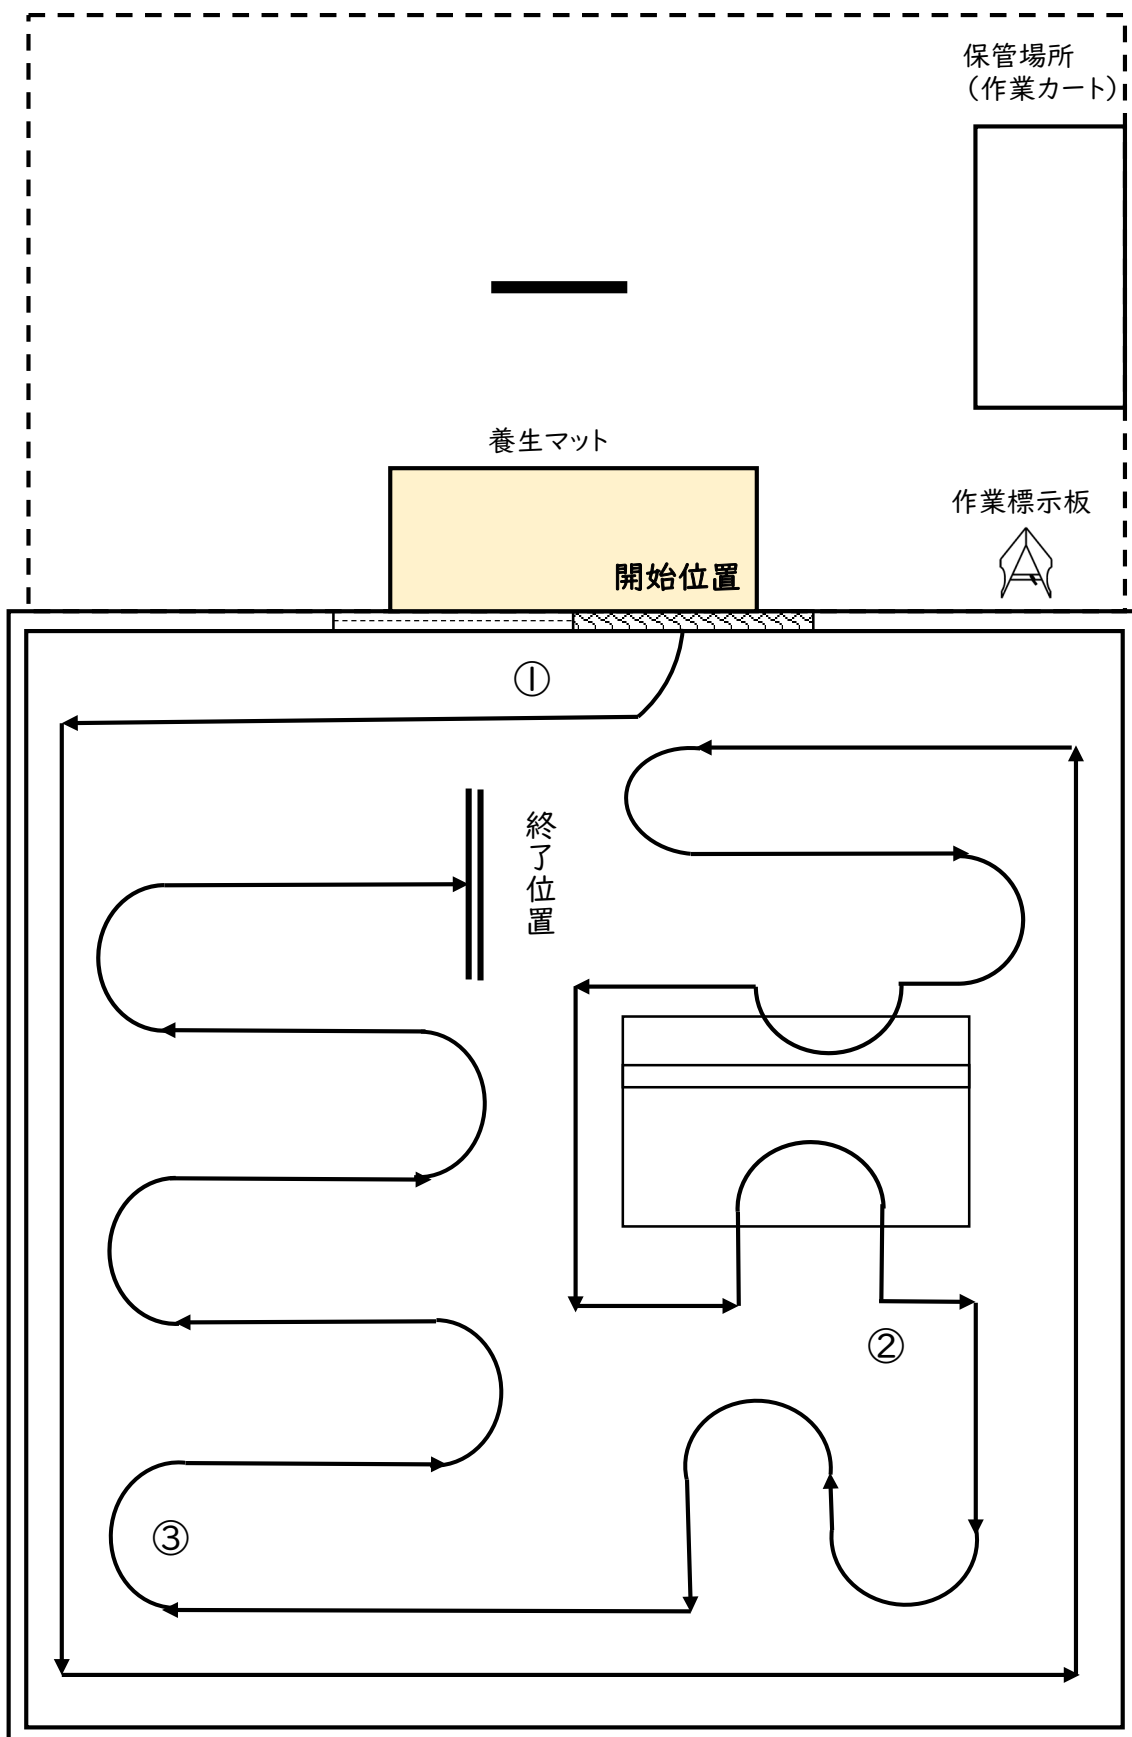 保管場所
（作業カート）
養生マット
作業標示板
開始位置
①
終了位置
②
③